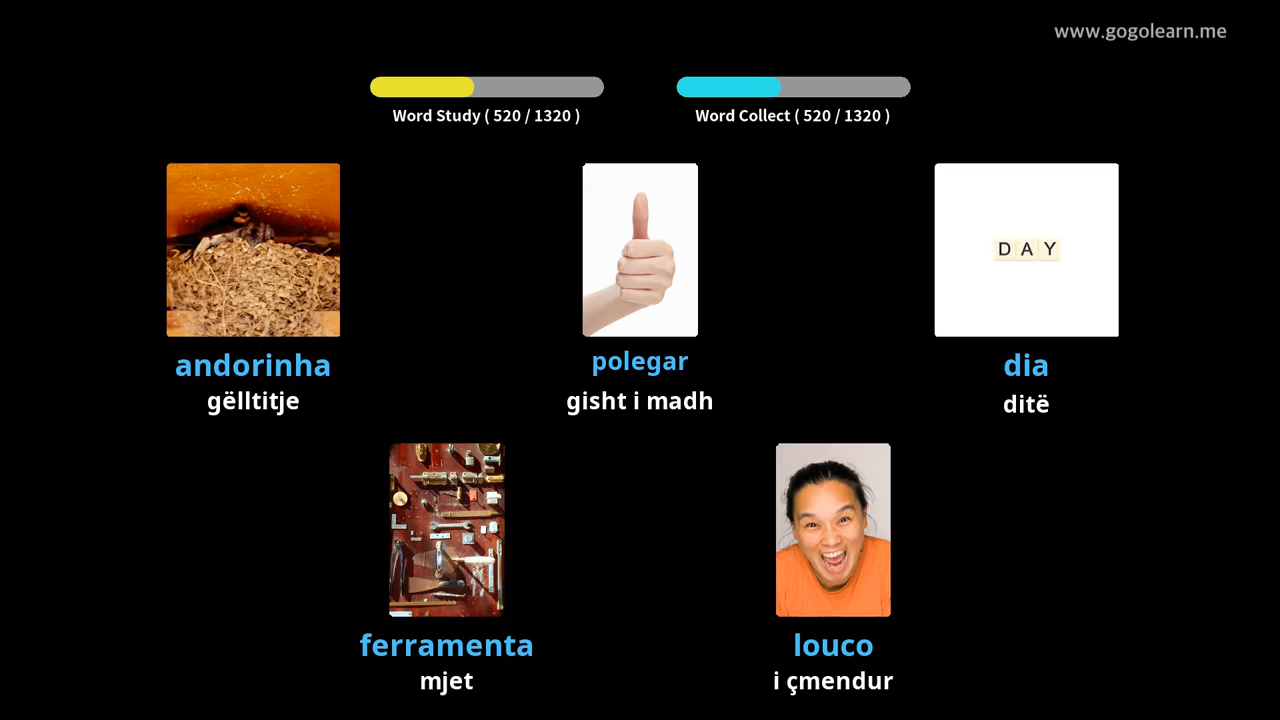 www.gogolearn.me
Word Study ( 520 / 1320 )
Word Collect ( 520 / 1320 )
DAY
andorinha
gëlltitje
polegar
gisht i madh
dia
ditë
ferramenta
mjet
louco
i çmendur